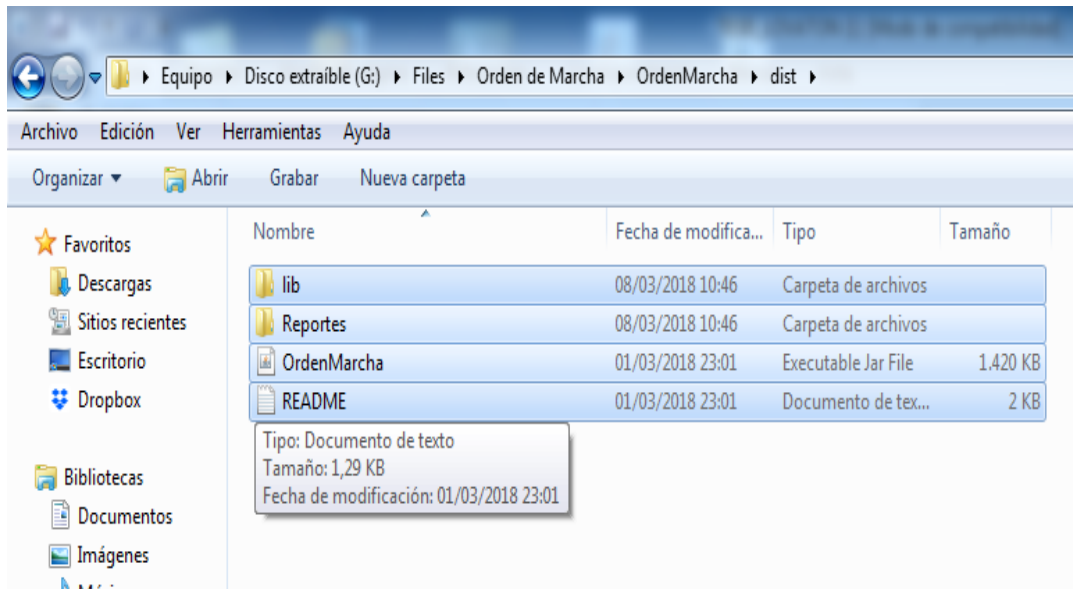 Equipo Disco extraíble (G:) Files Orden de Marcha OrdenMarcha dist
Archivo Edición Ver Herramientas Ayuda
Organizar Abrir Grabar Nueva carpeta
Favoritos
Descargas
Sitios recientes
Escritorio
Dropbox
Bibliotecas
Documentos
Imágenes
Nombre Fecha de modifica... Tipo Tamaño
lib 08/03/2018 10:46 Carpeta de archivos
Reportes 08/03/2018 10:46 Carpeta de archivos
OrdenMarcha 01/03/2018 23:01 Executable Jar File 1.420 KB
README 01/03/2018 23:01 Documento de tex... 2 KB
Tipo: Documento de texto
Tamaño: 1,29 KB
Fecha de modificación: 01/03/2018 23:01